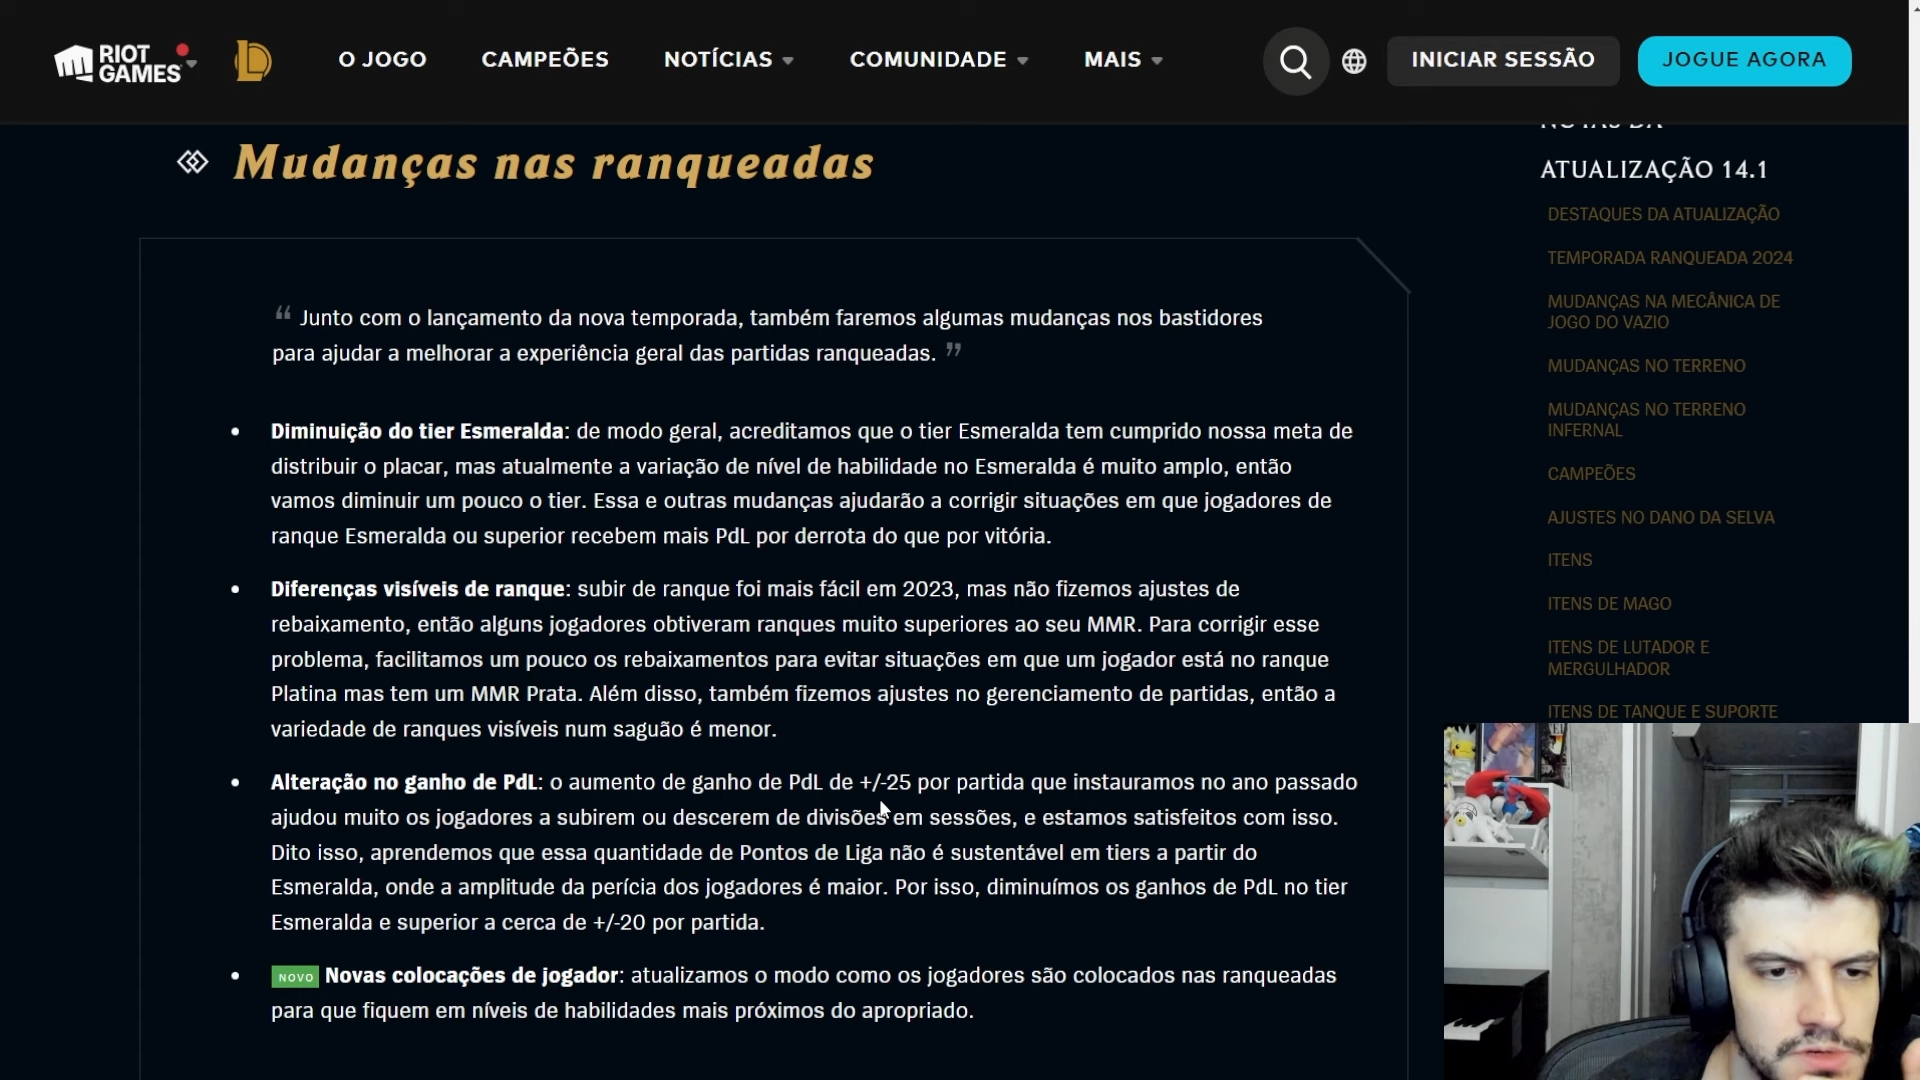 RIOT GAMES
O JOGO
CAMPEÕES
NOTÍCIAS
COMUNIDADE
MAIS
INICIAR SESSÃO
JOGUE AGORA
Mudanças nas ranqueadas
“ Junto com o lançamento da nova temporada, também faremos algumas mudanças nos bastidores
para ajudar a melhorar a experiência geral das partidas ranqueadas. ”
• Diminuição do tier Esmeralda: de modo geral, acreditamos que o tier Esmeralda tem cumprido nossa meta de
distribuir o placar, mas atualmente a variação de nível de habilidade no Esmeralda é muito amplo, então
vamos diminuir um pouco o tier. Essa e outras mudanças ajudarão a corrigir situações em que jogadores de
ranque Esmeralda ou superior recebem mais PdL por derrota do que por vitória.
• Diferenças visíveis de ranque: subir de ranque foi mais fácil em 2023, mas não fizemos ajustes de
rebaixamento, então alguns jogadores obtiveram ranques muito superiores ao seu MMR. Para corrigir esse
problema, facilitamos um pouco os rebaixamentos para evitar situações em que um jogador está no ranque
Platina mas tem um MMR Prata. Além disso, também fizemos ajustes no gerenciamento de partidas, então a
variedade de ranques visíveis num saguão é menor.
• Alteração no ganho de PdL: o aumento de ganho de PdL de +/-25 por partida que instauramos no ano passado
ajudou muito os jogadores a subirem ou descerem de divisões em sessões, e estamos satisfeitos com isso.
Dito isso, aprendemos que essa quantidade de Pontos de Liga não é sustentável em tiers a partir do
Esmeralda, onde a amplitude da perícia dos jogadores é maior. Por isso, diminuímos os ganhos de PdL no tier
Esmeralda e superior a cerca de +/-20 por partida.
• NOVO Novas colocações de jogador: atualizamos o modo como os jogadores são colocados nas ranqueadas
para que fiquem em níveis de habilidades mais próximos do apropriado.
NOTAS DA
ATUALIZAÇÃO 14.1
DESTAQUES DA ATUALIZAÇÃO
TEMPORADA RANQUEADA 2024
MUDANÇAS NA MECÂNICA DE
JOGO DO VAZIO
MUDANÇAS NO TERRENO
MUDANÇAS NO TERRENO
INFERNAL
CAMPEÕES
AJUSTES NO DANO DA SELVA
ITENS
ITENS DE MAGO
ITENS DE LUTADOR E
MERGULHADOR
ITENS DE TANQUE E SUPORTE